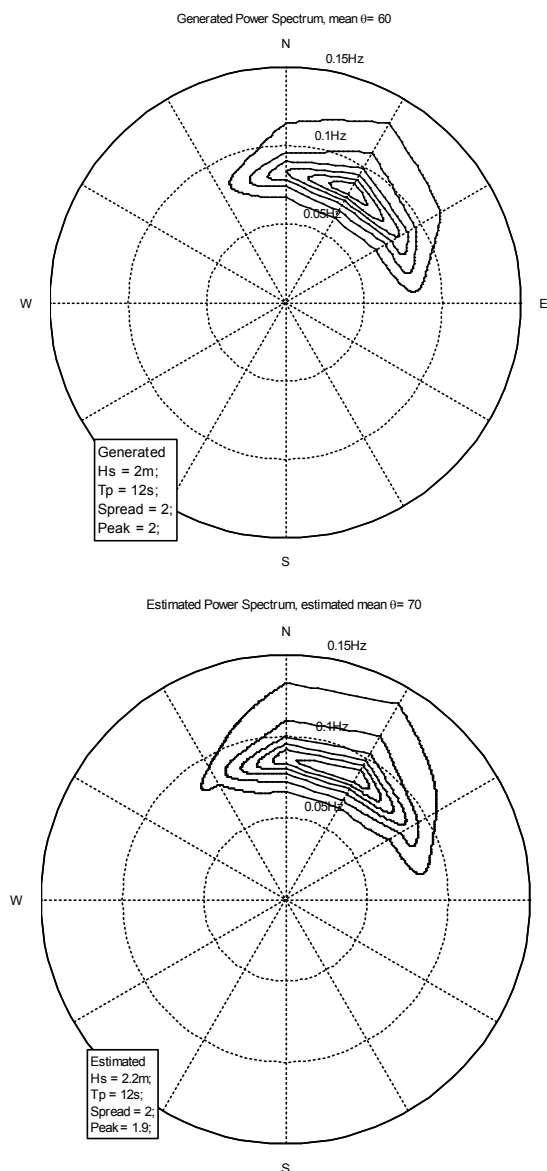 Generated Power Spectrum, mean θ= 60
N
0.15Hz
0.1Hz
0.05Hz
W
E
Generated
Hs = 2m;
Tp = 12s;
Spread = 2;
Peak = 2;
S
Estimated Power Spectrum, estimated mean θ= 70
N
0.15Hz
0.1Hz
0.05Hz
W
Estimated
Hs = 2.2m;
Tp = 12s;
Spread = 2;
Peak = 1.9;
S